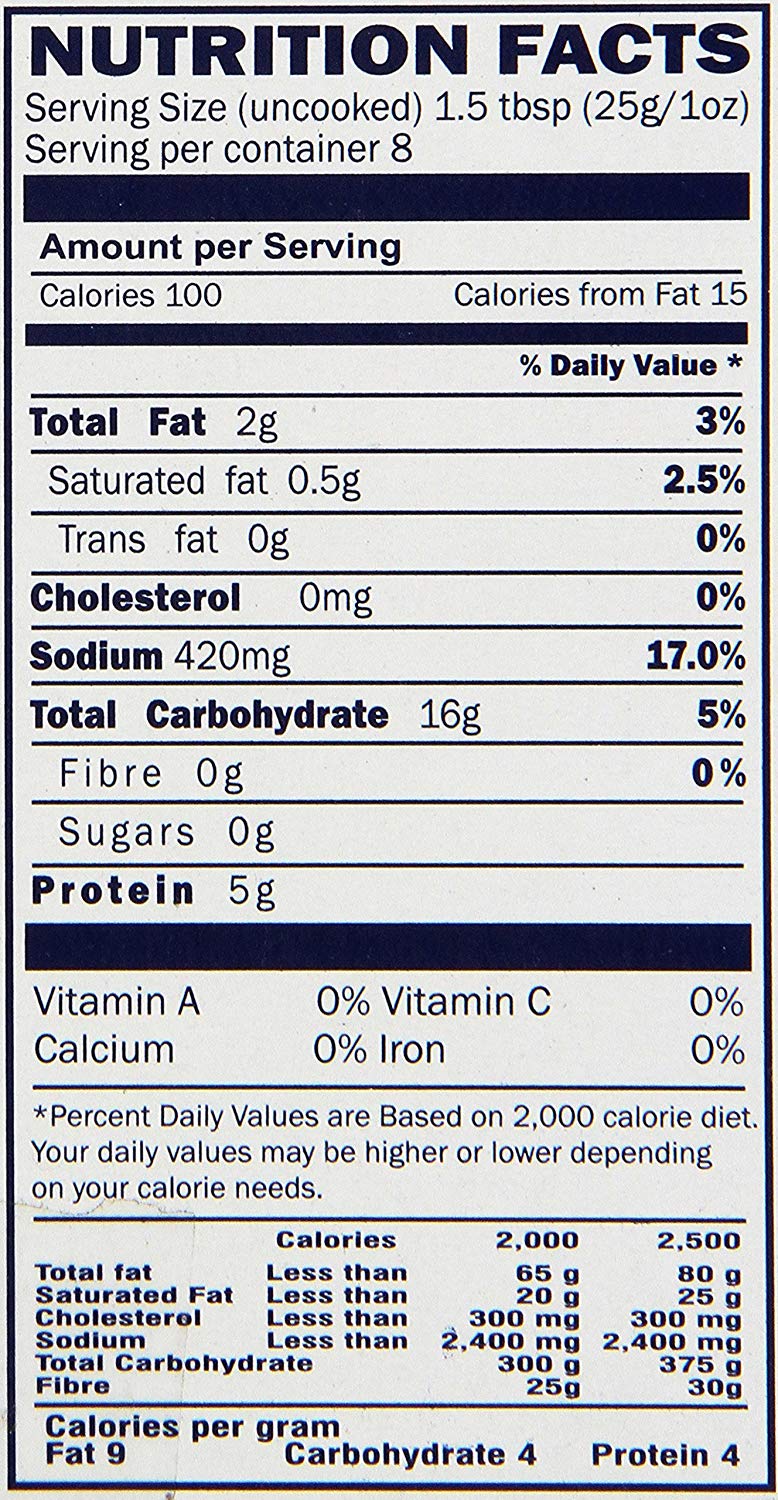 NUTRITION FACTS
Serving Size (uncooked) 1.5 tbsp (25g/1oz)
Serving per container 8
Amount per Serving
Calories 100 Calories from Fat 15
% Daily Value *
Total Fat 2g 3%
Saturated fat 0.5g 2.5%
Trans fat 0g 0%
Cholesterol 0mg 0%
Sodium 420mg 17.0%
Total Carbohydrate 16g 5%
Fibre 0g 0%
Sugars 0g
Protein 5g
Vitamin A 0% Vitamin C 0%
Calcium 0% Iron 0%
*Percent Daily Values are Based on 2,000 calorie diet.
Your daily values may be higher or lower depending
on your calorie needs.
Calories 2,000 2,500
Total fat Less than 65 g 80 g
Saturated Fat Less than 20 g 25 g
Cholesterol Less than 300 mg 300 mg
Sodium Less than 2,400 mg 2,400 mg
Total Carbohydrate 300 g 375 g
Fibre 25g 30g
Calories per gram
Fat 9 Carbohydrate 4 Protein 4